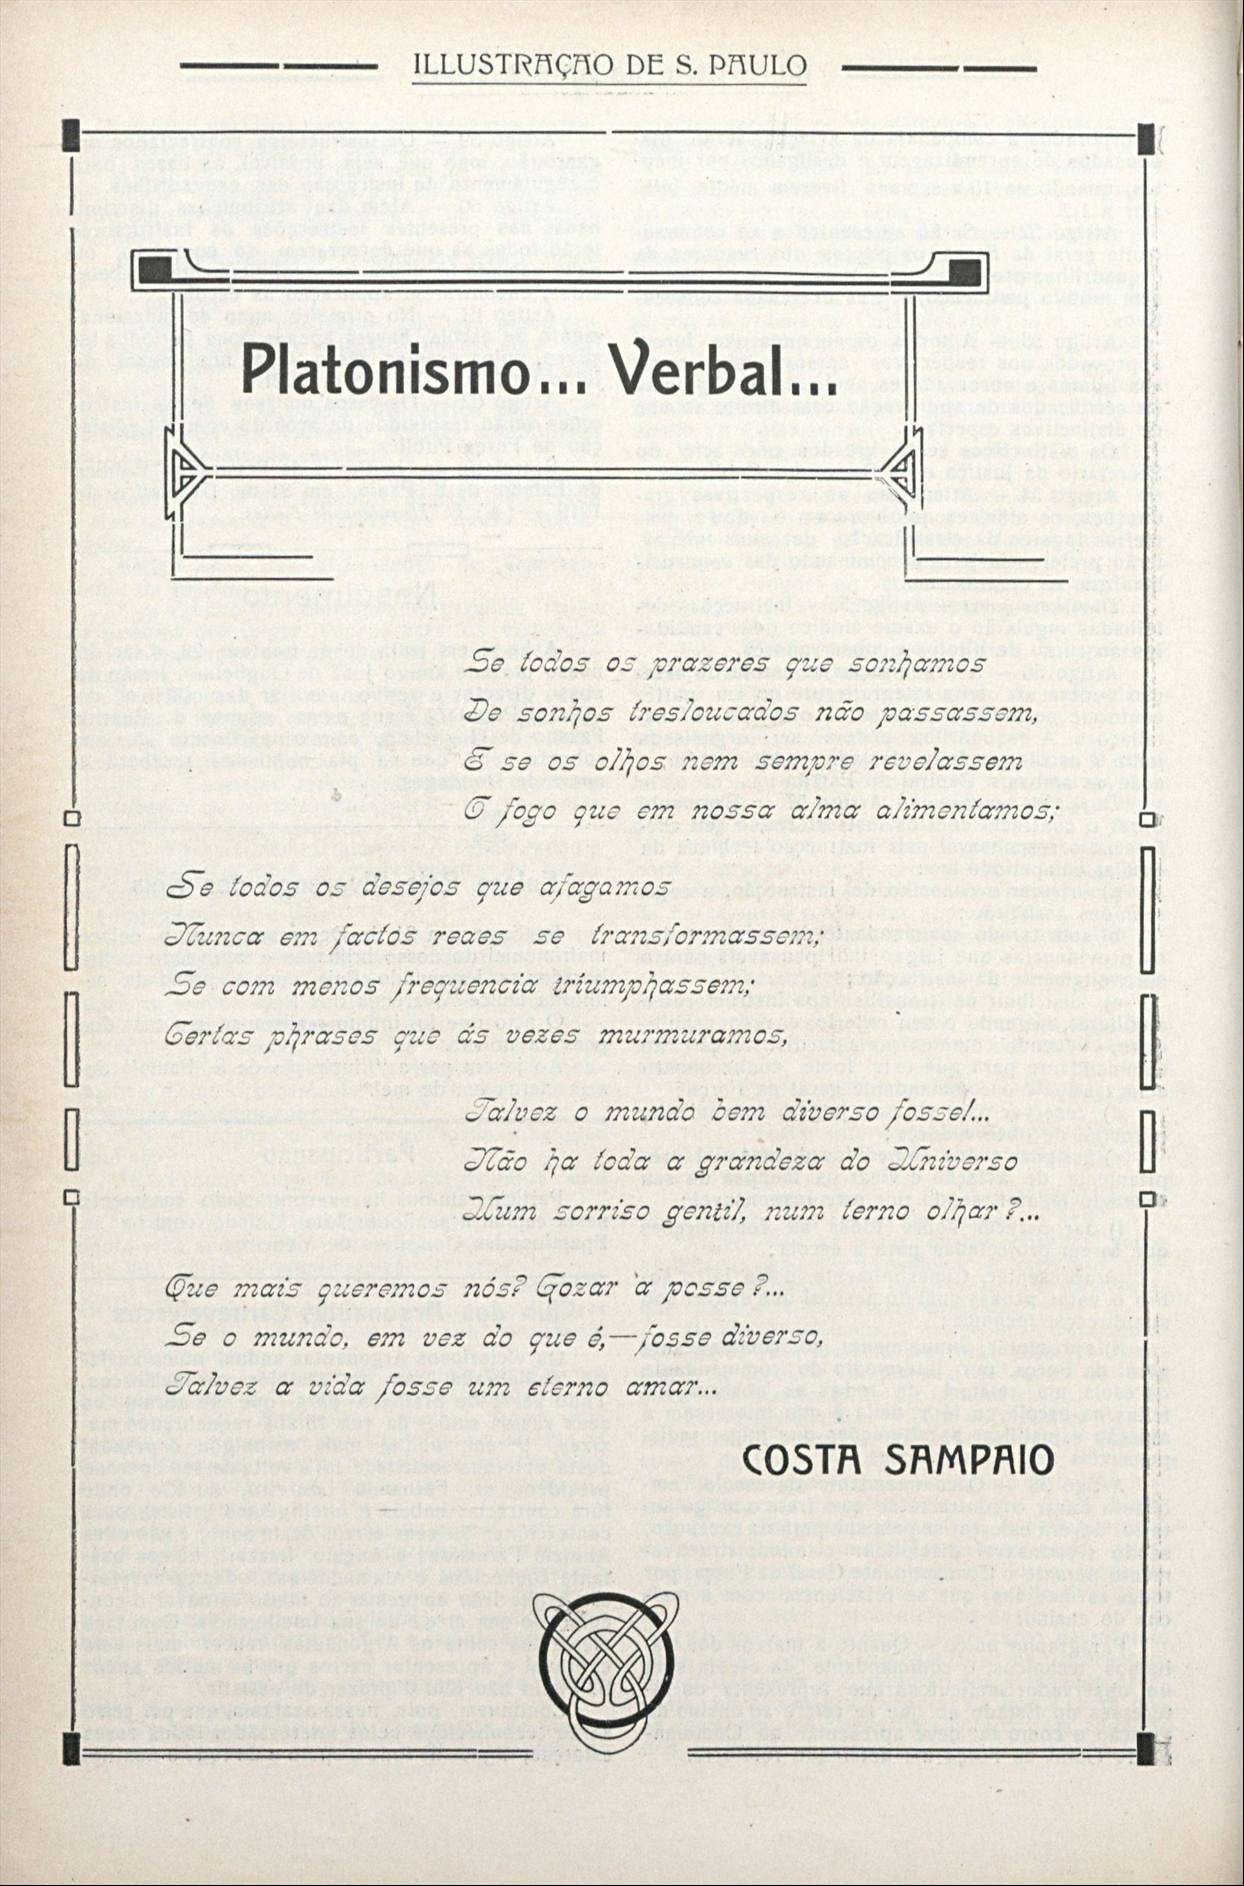 ILLUSTRAÇÃO DE S. PAULO
Platonismo... Verbal...
Se todos os prazeres que sonhamos
De sonhos tresloucados não passassem,
E se os olhos nem sempre revelassem
O fogo que em nossa alma alimentamos;
Se todos os desejos que afagamos
Nunca em factos reaes se transformassem;
Se com menos frequencia triumphassem;
Certas phrases que ás vezes murmuramos,
Talvez o mundo bem diverso fosse!...
Não ha toda a grandeza do Universo
Num sorriso gentil, num terno olhar?...
Que mais queremos nós? Gozar a posse?...
Se o mundo, em vez do que é,—fosse diverso,
Talvez a vida fosse um eterno amar...
COSTA SAMPAIO